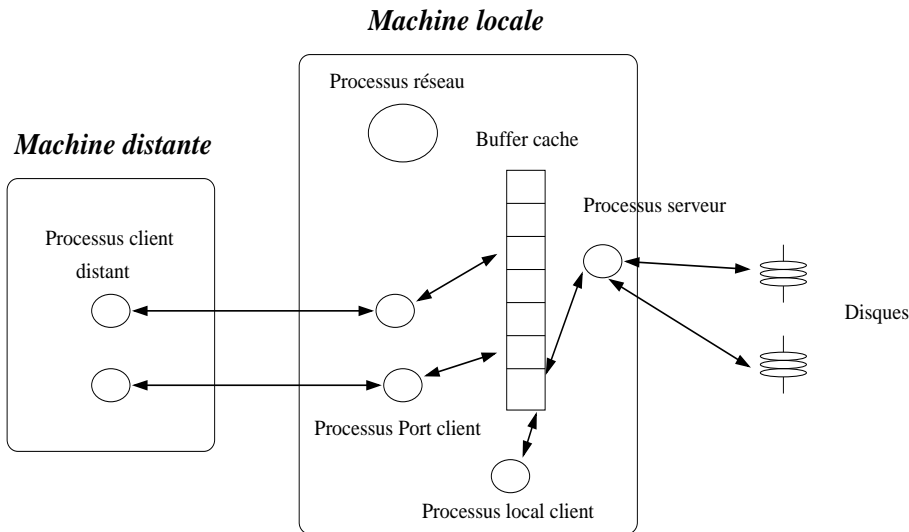 Machine locale
Processus réseau
Machine distante
Buffer cache
Processus serveur
Processus client
distant
Disques
Processus Port client
Processus local client